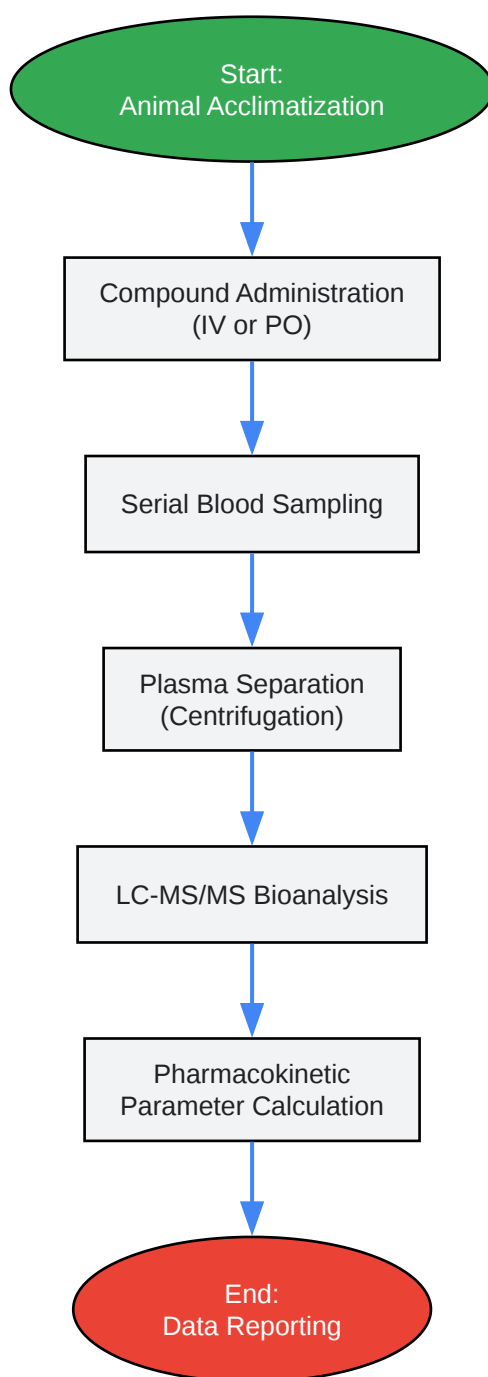 Start:
Animal Acclimatization
Compound Administration
(IV or PO)
Serial Blood Sampling
Plasma Separation
(Centrifugation)
LC-MS/MS Bioanalysis
Pharmacokinetic
Parameter Calculation
End:
Data Reporting